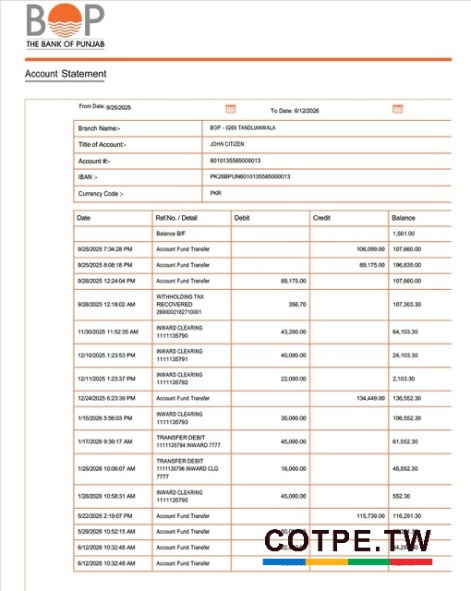 BOP
THE BANK OF PUNJAB
Account Statement
From Date: 9/25/2025 To Date: 6/12/2026
Branch Name:- BOP - 0269 TANDLIANWALA
Title of Account:- JOHN CITIZEN
Account #:- 6010135585000013
IBAN :- PK28BPUN6010135585000013
Currency Code :- PKR
Date Ref.No. / Detail Debit Credit Balance
Balance B/F 1,561.00
9/25/2025 7:34:28 PM Account Fund Transfer 106,099.00 107,660.00
9/25/2025 8:08:18 PM Account Fund Transfer 89,175.00 196,835.00
9/28/2025 12:24:04 PM Account Fund Transfer 89,175.00 107,660.00
WITHHOLDING TAX
9/28/2025 12:18:02 AM RECOVERED 356.70 107,303.30
2690002182710001
11/30/2025 11:52:35 AM INWARD CLEARING 43,200.00 64,103.30
1111135790
12/10/2025 1:23:53 PM INWARD CLEARING 40,000.00 24,103.30
1111135791
12/11/2025 1:23:37 PM INWARD CLEARING 22,000.00 2,103.30
1111135792
12/24/2025 6:23:39 PM Account Fund Transfer 134,449.00 136,552.30
1/15/2026 5:56:03 PM INWARD CLEARING 30,000.00 106,552.30
1111135793
1/17/2026 9:39:17 AM TRANSFER DEBIT 45,000.00 61,552.30
1111135794 INWARD 7777
TRANSFER DEBIT
1/25/2026 10:06:07 AM 1111135796 INWARD CLG 16,000.00 45,552.30
7777
1/28/2026 10:58:31 AM INWARD CLEARING 45,000.00 552.30
1111135795
5/22/2026 2:19:07 PM Account Fund Transfer 115,739.00 116,291.30
5/29/2026 10:52:15 AM Account Fund Transfer
6/12/2026 10:32:48 AM Account Fund Transfer
6/12/2026 10:32:48 AM Account Fund Transfer
COTPE.TW